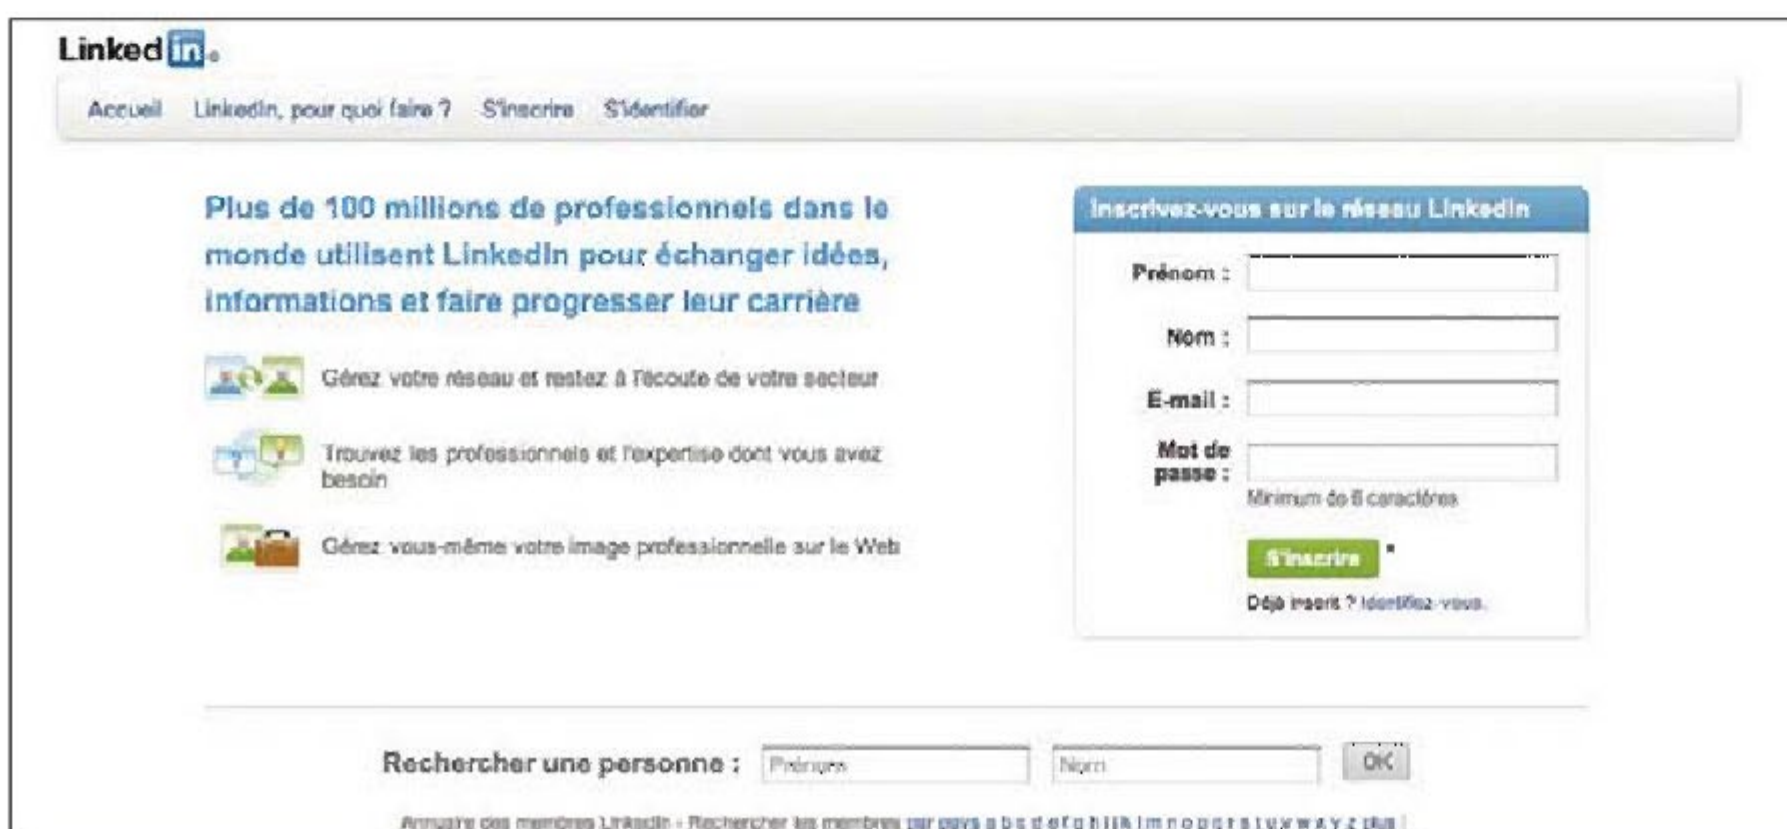 Linked in
Accueil LinkedIn, pour quoi faire ? S'inscrire S'identifier
Plus de 100 millions de professionnels dans le
monde utilisent LinkedIn pour échanger idées,
informations et faire progresser leur carrière
Gérez votre réseau et restez à l'écoute de votre secteur
Trouvez les professionnels et l'expertise dont vous avez
besoin
Gérez vous-même votre image professionnelle sur le Web
Inscrivez-vous sur le réseau LinkedIn
Prénom :
Nom :
E-mail :
Mot de
passe :
Minimum de 6 caractères
S'inscrire *
Déjà inscrit ? Identifiez-vous.
Rechercher une personne : Prénom Nom OK
Annuaire des membres LinkedIn - Rechercher les membres par pays a b c d e f g h i j k l m n o p q r s t u v w x y z plus